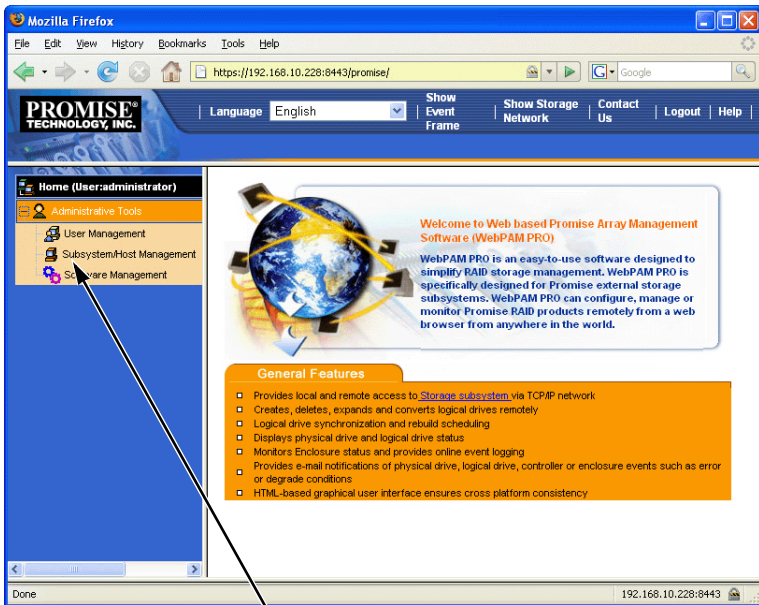 Mozilla Firefox
File Edit View History Bookmarks Tools Help
https://192.168.10.228:8443/promise/
Google
PROMISE®
TECHNOLOGY, INC.
Language English
Show Event Frame
Show Storage Network
Contact Us
Logout
Help
Home (User:administrator)
Administrative Tools
User Management
Subsystem/Host Management
Management
Welcome to Web based Promise Array Management
Software (WebPAM PRO)
WebPAM PRO is an easy-to-use software designed to
simplify RAID storage management. WebPAM PRO is
specifically designed for Promise external storage
subsystems. WebPAM PRO can configure, manage or
monitor Promise RAID products remotely from a web
browser from anywhere in the world.
General Features
Provides local and remote access to Storage subsystem via TCP/IP network
Creates, deletes, expands and converts logical drives remotely
Logical drive synchronization and rebuild scheduling
Displays physical drive and logical drive status
Monitors Enclosure status and provides online event logging
Provides e-mail notifications of physical drive, logical drive, controller or enclosure events such as error
or degrade conditions
HTML-based graphical user interface ensures cross platform consistency
Done
192.168.10.228:8443